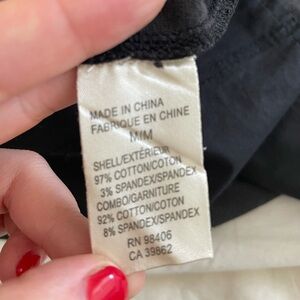 MADE IN CHINA
FABRIQUE EN CHINE
M/M
SHELL/EXTÉRIEUR
97% COTTON/COTON
3% SPANDEX/SPANDEX
COMBO/GARNITURE
92% COTTON/COTON
8% SPANDEX/SPANDEX
RN 98406
CA 39862